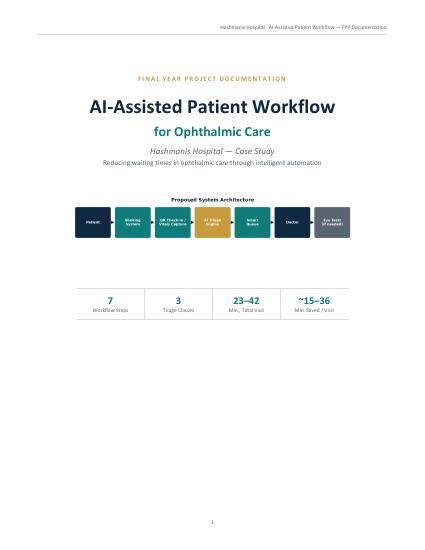 Hashmanis Hospital · AI-Assisted Patient Workflow — FYP Documentation
FINAL YEAR PROJECT DOCUMENTATION
AI-Assisted Patient Workflow
for Ophthalmic Care
Hashmanis Hospital — Case Study
Reducing waiting times in ophthalmic care through intelligent automation
Proposed System Architecture
Patient
Booking
System
QR Check-in /
Vitals Capture
AI Triage
Engine
Smart
Queue
Doctor
Eye Tests
(if needed)
7
Workflow Steps
3
Triage Classes
23–42
Min., Total Visit
~15–36
Min. Saved / Visit
1